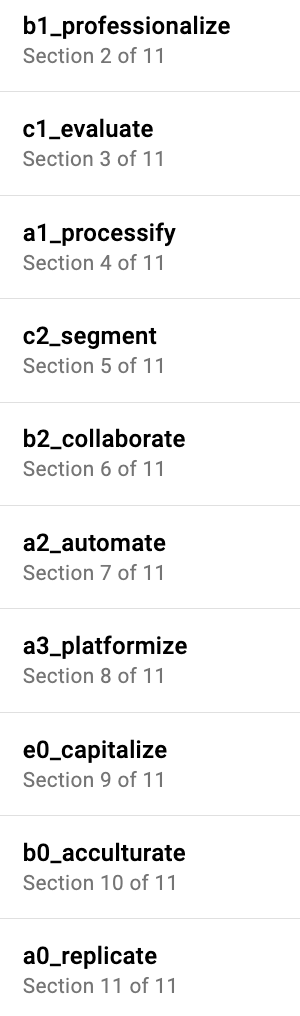 b1_professionalize
Section 2 of 11
c1_evaluate
Section 3 of 11
a1_processify
Section 4 of 11
c2_segment
Section 5 of 11
b2_collaborate
Section 6 of 11
a2_automate
Section 7 of 11
a3_platformize
Section 8 of 11
e0_capitalize
Section 9 of 11
b0_acculturate
Section 10 of 11
a0_replicate
Section 11 of 11